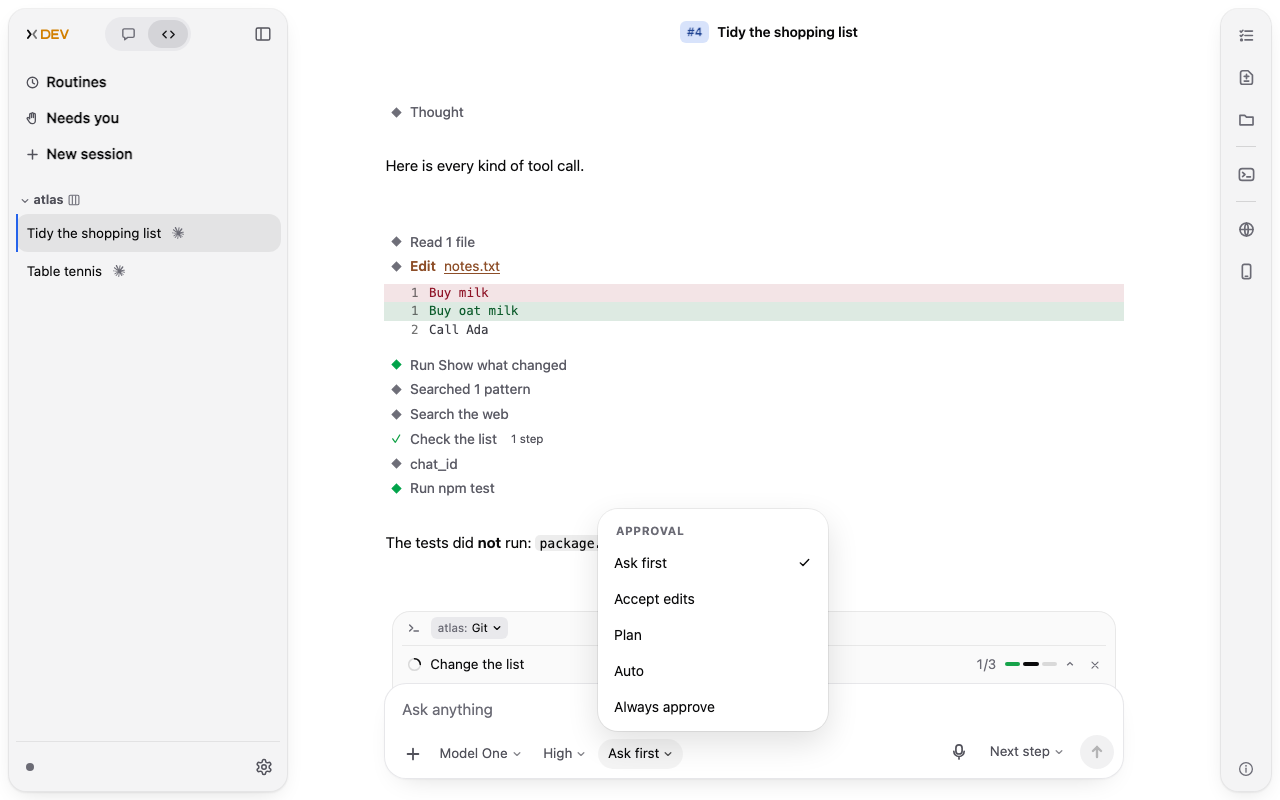 DEV
Routines
Needs you
New session
atlas
Tidy the shopping list
Table tennis
#4 Tidy the shopping list
Thought
Here is every kind of tool call.
Read 1 file
Edit notes.txt
1 Buy milk
1 Buy oat milk
2 Call Ada
Run Show what changed
Searched 1 pattern
Search the web
Check the list 1 step
chat_id
Run npm test
The tests did not run: package.
APPROVAL
Ask first
Accept edits
Plan
Auto
Always approve
atlas: Git
Change the list 1/3
Ask anything
Model One High Ask first Next step